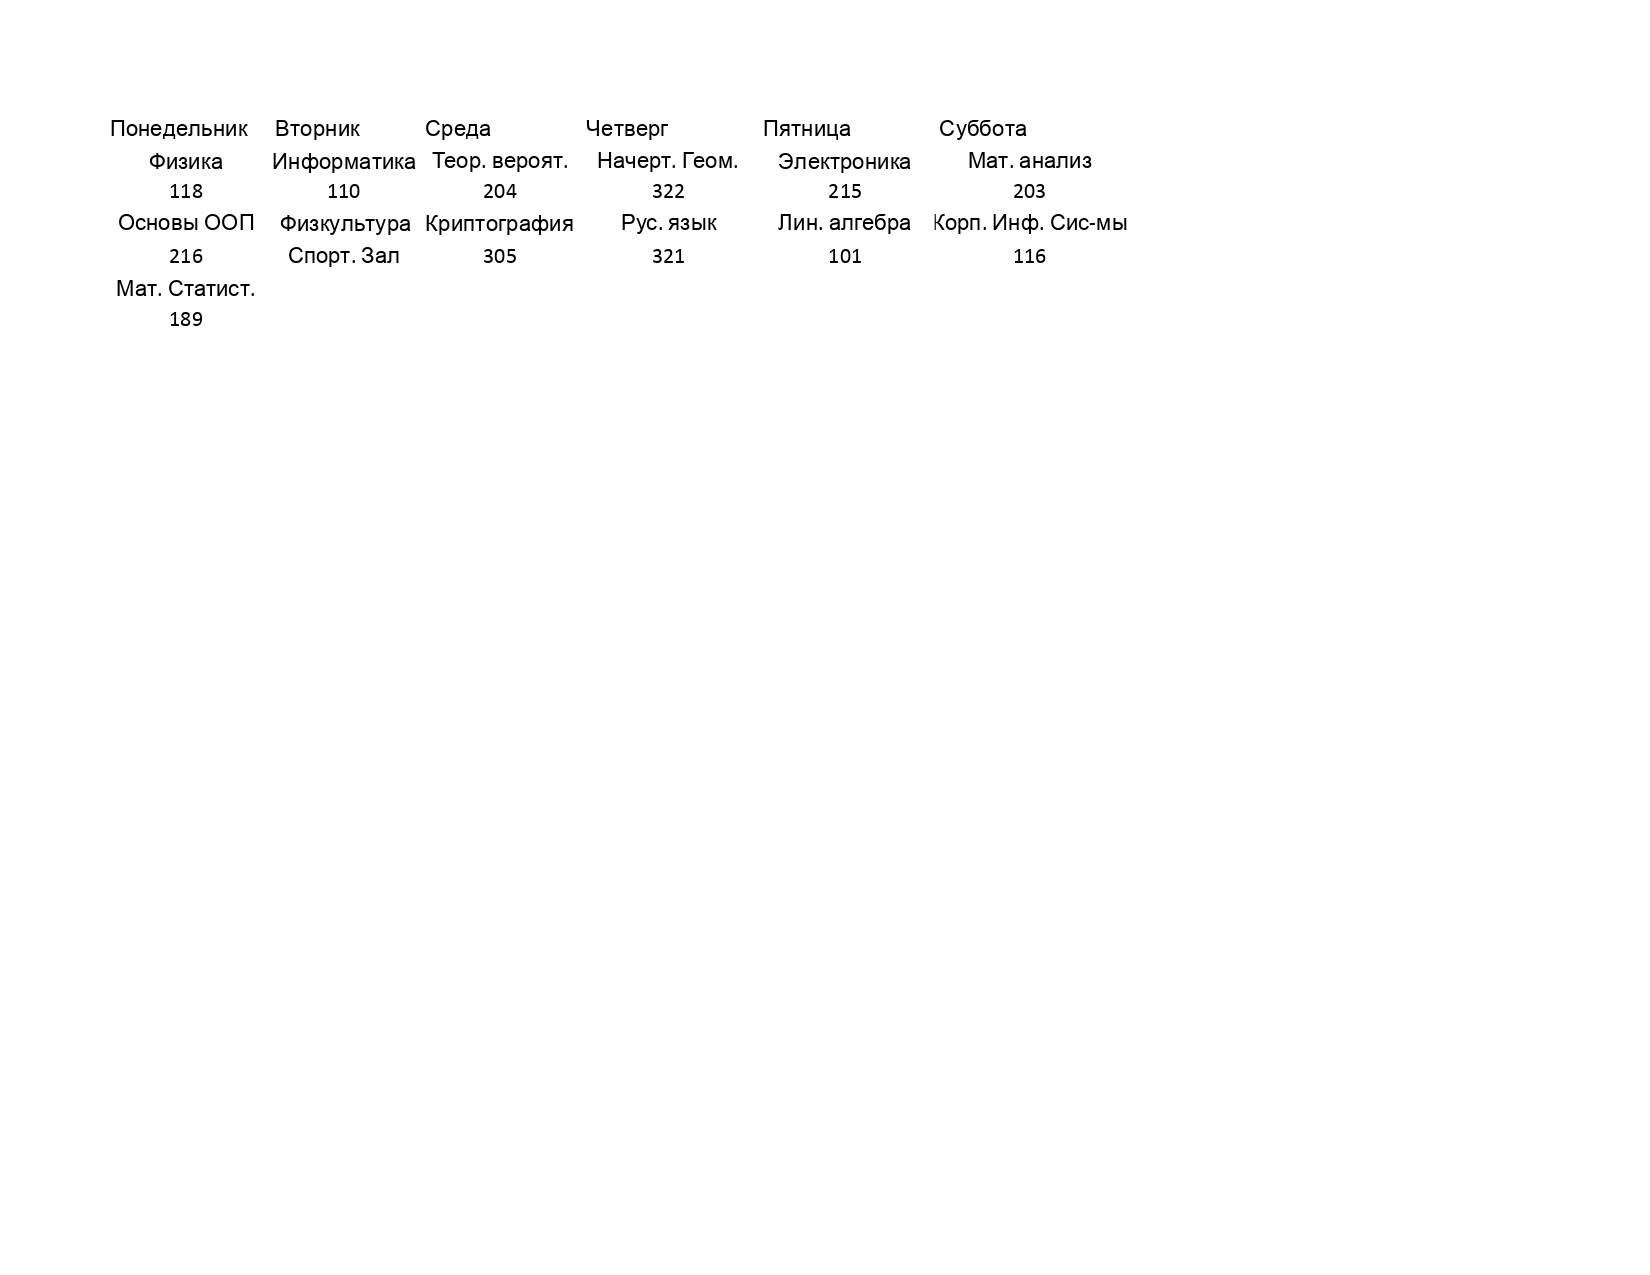 Понедельник Вторник Среда Четверг Пятница Суббота
Физика Информатика Теор. вероят. Начерт. Геом. Электроника Мат. анализ
118 110 204 322 215 203
Основы ООП Физкультура Криптография Рус. язык Лин. алгебра Корп. Инф. Сис-мы
216 Спорт. Зал 305 321 101 116
Мат. Статист.
189